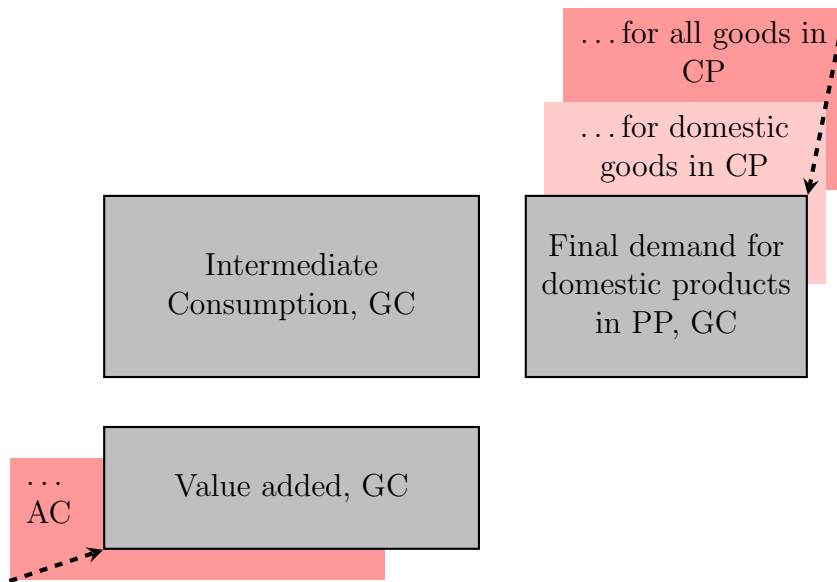 ...for all goods in
CP
...for domestic
goods in CP
Intermediate
Consumption, GC
Final demand for
domestic products
in PP, GC
...
AC
Value added, GC